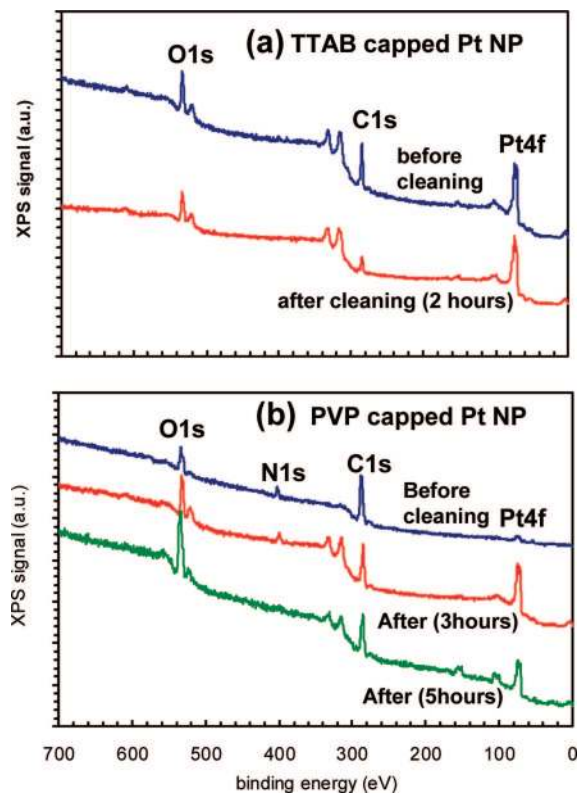 (a) TTAB capped Pt NP
O1s
C1s
Pt4f
before
cleaning
after cleaning (2 hours)
XPS signal (a.u.)
(b) PVP capped Pt NP
O1s
N1s
C1s
Before
cleaning
Pt4f
After (3hours)
After (5hours)
XPS signal (a.u.)
700 600 500 400 300 200 100 0
binding energy (eV)